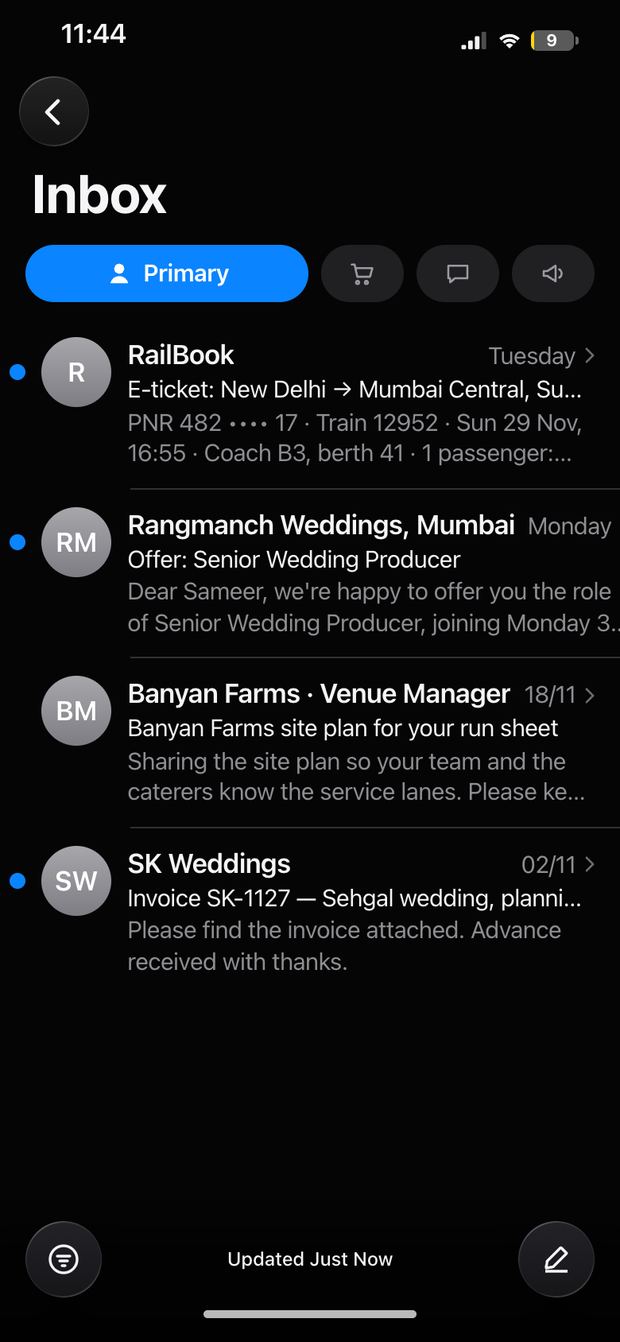 11:44
9
Inbox
Primary
R
RailBook
Tuesday
E-ticket: New Delhi → Mumbai Central, Su...
PNR 482 •••• 17 · Train 12952 · Sun 29 Nov,
16:55 · Coach B3, berth 41 · 1 passenger:...
RM
Rangmanch Weddings, Mumbai
Monday
Offer: Senior Wedding Producer
Dear Sameer, we're happy to offer you the role
of Senior Wedding Producer, joining Monday 3...
BM
Banyan Farms · Venue Manager
18/11
Banyan Farms site plan for your run sheet
Sharing the site plan so your team and the
caterers know the service lanes. Please ke...
SW
SK Weddings
02/11
Invoice SK-1127 — Sehgal wedding, planni...
Please find the invoice attached. Advance
received with thanks.
Updated Just Now